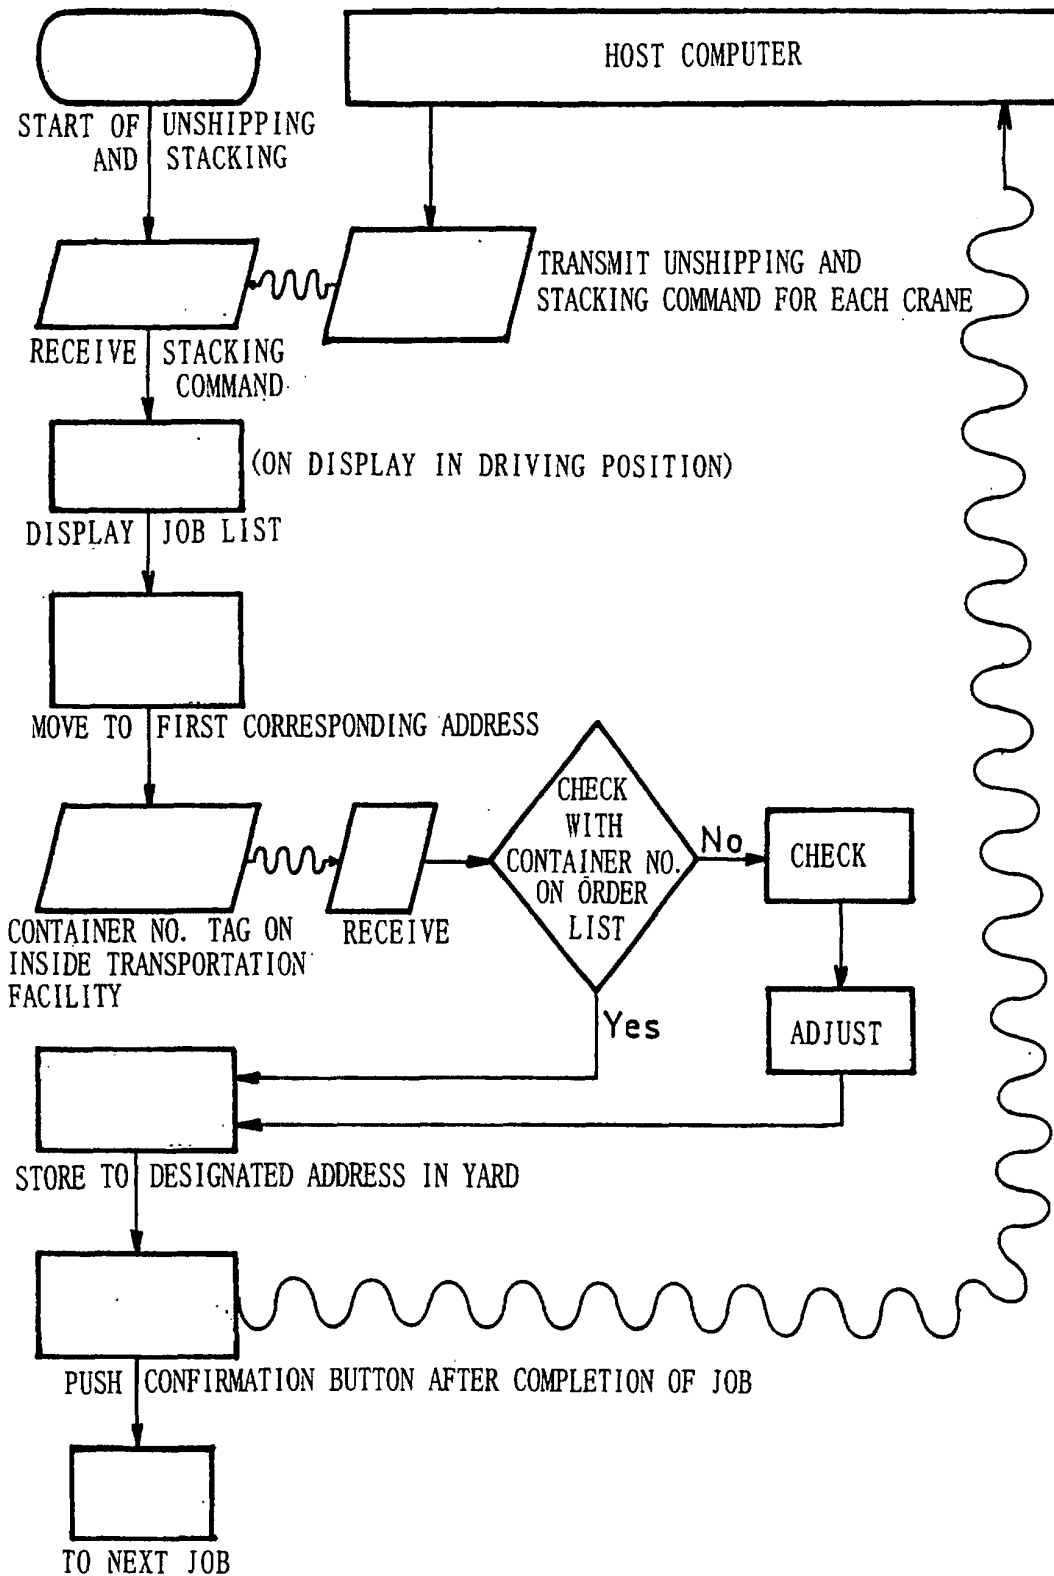 HOST COMPUTER
START OF UNSHIPPING
AND STACKING
TRANSMIT UNSHIPPING AND
STACKING COMMAND FOR EACH CRANE
RECEIVE STACKING
COMMAND
(ON DISPLAY IN DRIVING POSITION)
DISPLAY JOB LIST
MOVE TO FIRST CORRESPONDING ADDRESS
CONTAINER NO. TAG ON
INSIDE TRANSPORTATION
FACILITY
RECEIVE
CHECK
WITH
CONTAINER NO.
ON ORDER
LIST
No
CHECK
Yes
ADJUST
STORE TO DESIGNATED ADDRESS IN YARD
PUSH CONFIRMATION BUTTON AFTER COMPLETION OF JOB
TO NEXT JOB